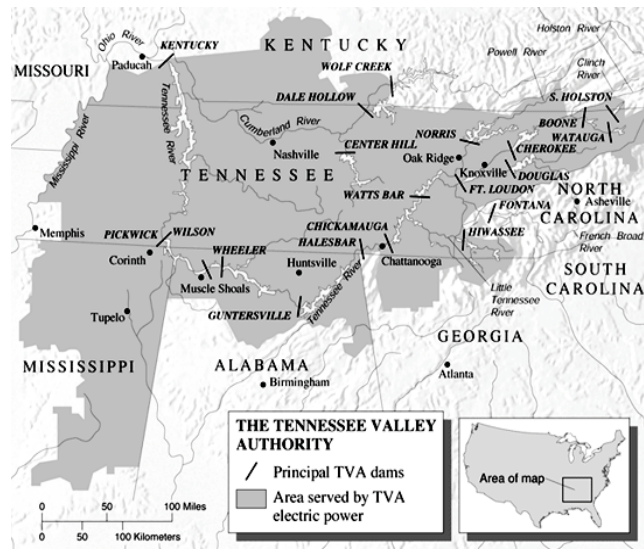 Ohio River
KENTUCKY
Paducah
MISSOURI
KENTUCKY
WOLF CREEK
Holston River
Powell River
Clinch
River
DALE HOLLOW
S. HOLSTON
BOONE
WATAUGA
Mississippi River
Tennessee
River
Cumberland River
CENTER HILL
Nashville
NORRIS
Oak Ridge
CHEROKEE
Knoxville
DOUGLAS
TENNESSEE
FT. LOUDON
WATTS BAR
NORTH
CAROLINA
Asheville
FONTANA
Memphis
PICKWICK
WILSON
CHICKAMAUGA
HALESBAR
HIWASSEE
French Broad
River
WHEELER
Corinth
Huntsville
Chattanooga
Muscle Shoals
Tennessee River
Little
Tennessee
River
SOUTH
CAROLINA
GUNTERSVILLE
Tupelo
GEORGIA
MISSISSIPPI
ALABAMA
Atlanta
Birmingham
THE TENNESSEE VALLEY
AUTHORITY
Principal TVA dams
Area served by TVA
electric power
Area of map
0 50 100 Miles
0 50 100 Kilometers